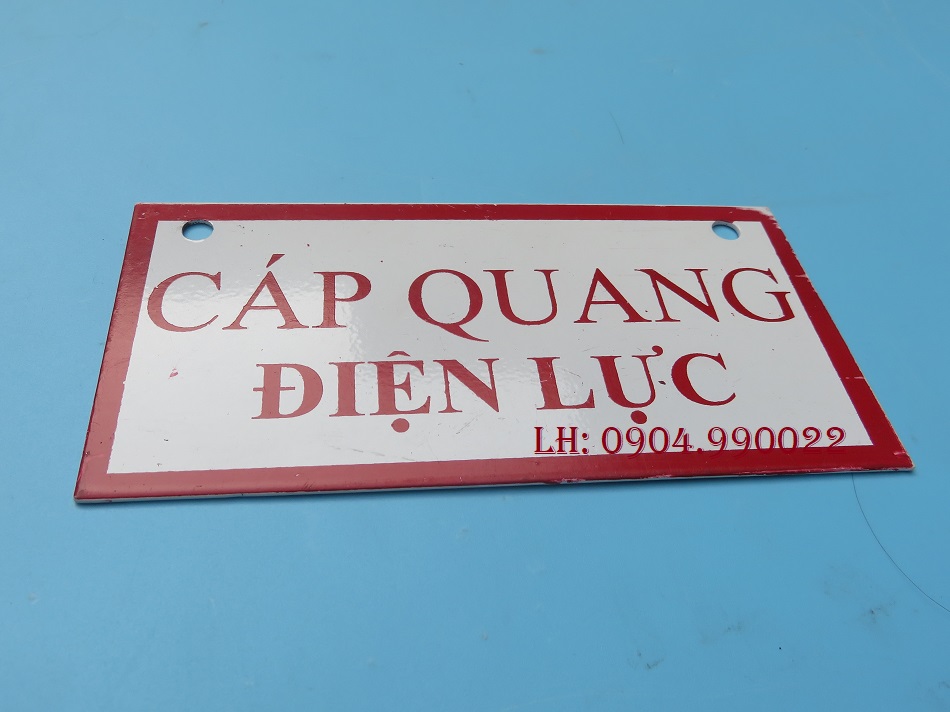 CÁP QUANG
ĐIỆN LỰC
LH: 0904.990022